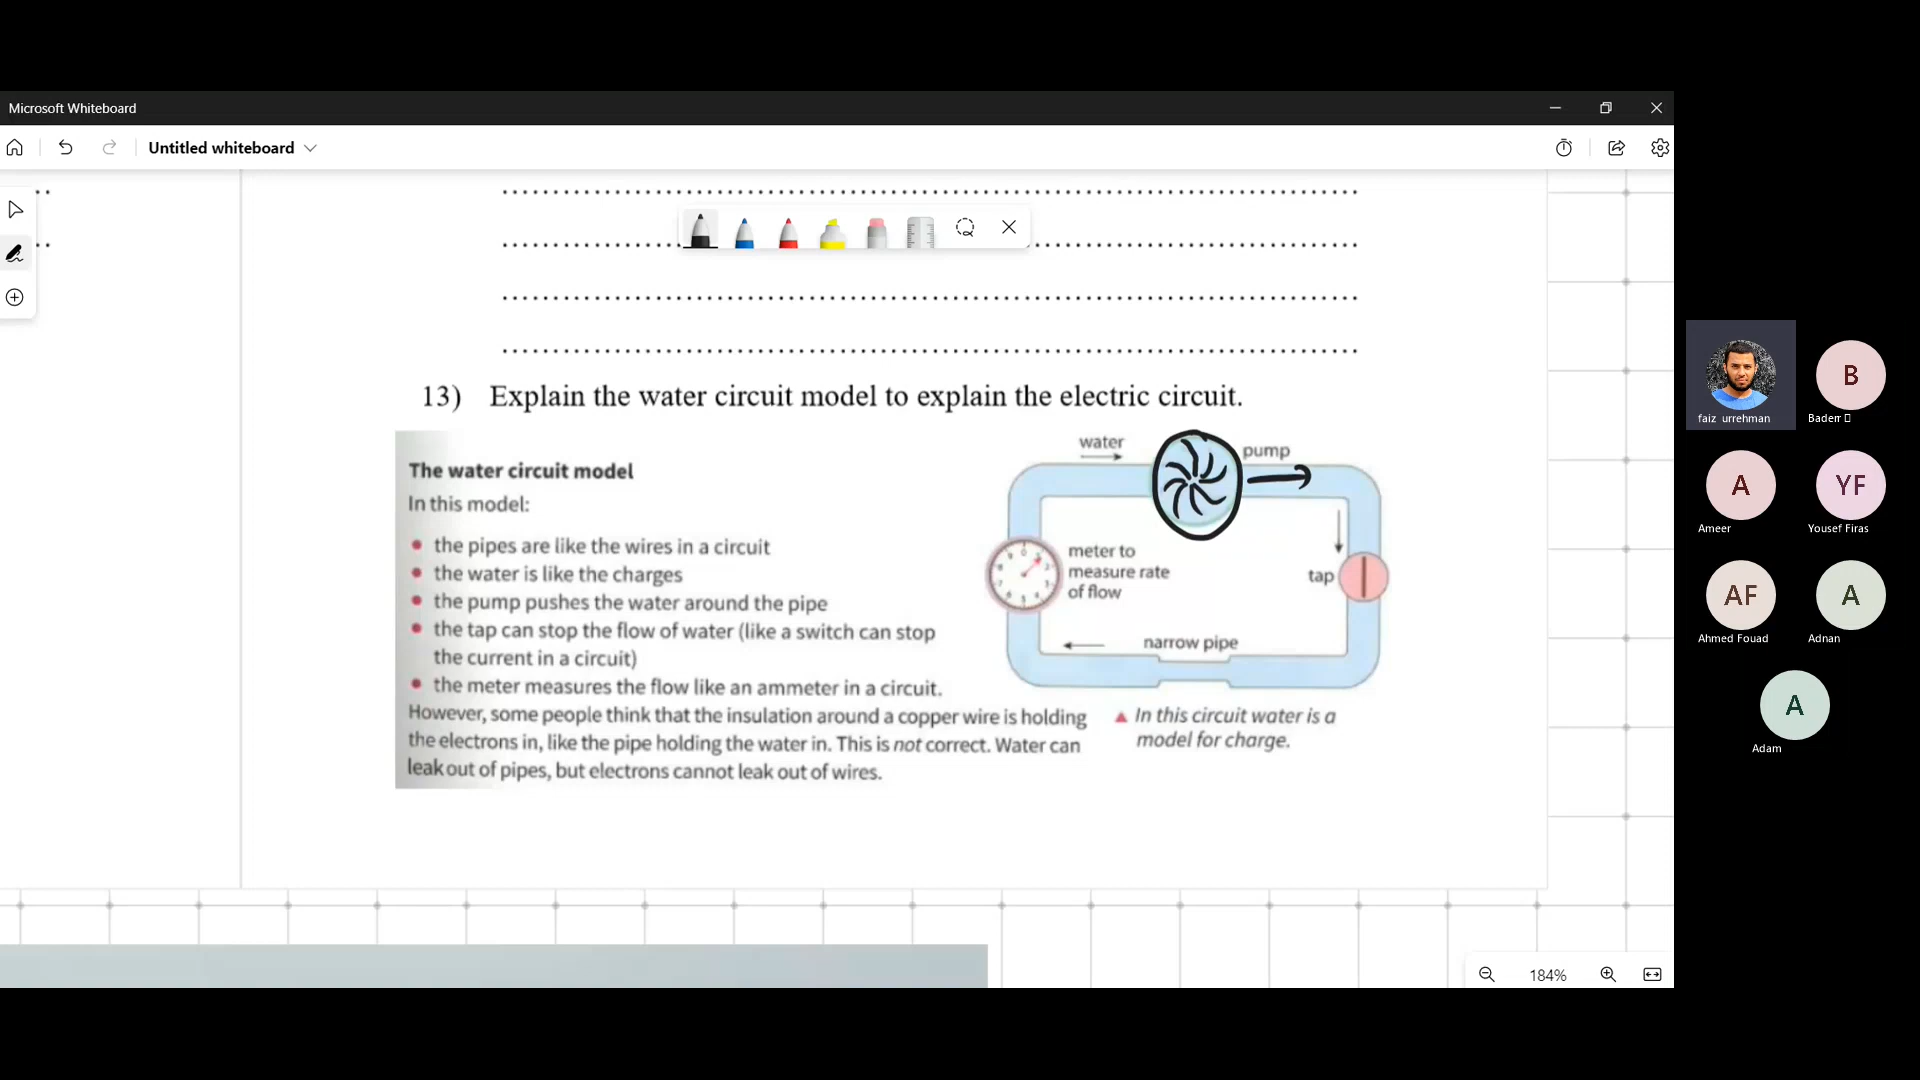 Microsoft Whiteboard
Untitled whiteboard
13) Explain the water circuit model to explain the electric circuit.
The water circuit model
In this model:
• the pipes are like the wires in a circuit
• the water is like the charges
• the pump pushes the water around the pipe
• the tap can stop the flow of water (like a switch can stop
the current in a circuit)
• the meter measures the flow like an ammeter in a circuit.
However, some people think that the insulation around a copper wire is holding
the electrons in, like the pipe holding the water in. This is not correct. Water can
leak out of pipes, but electrons cannot leak out of wires.
water
pump
meter to
measure rate
of flow
tap
narrow pipe
▲ In this circuit water is a
model for charge.
184%
faiz urrehman
B
Baderr
A
Ameer
YF
Yousef Firas
AF
Ahmed Fouad
A
Adnan
A
Adam